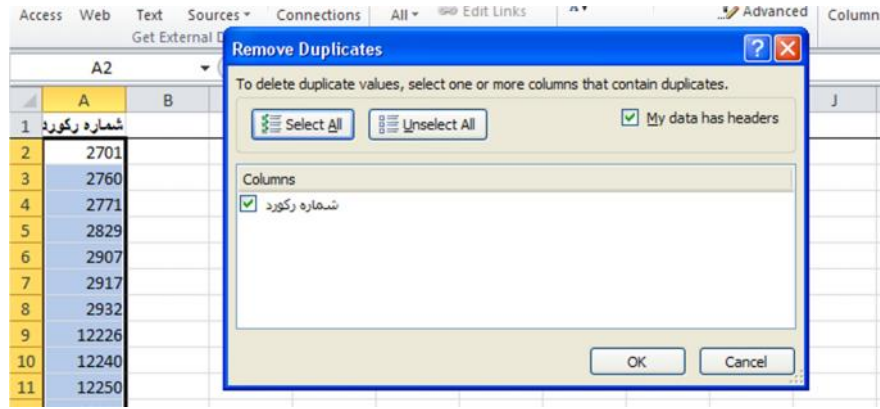 Access Web Text Sources Connections All Edit Links Advanced Column
Get External D
Remove Duplicates
A2
To delete duplicate values, select one or more columns that contain duplicates.
Select All Unselect All My data has headers
A B J
1 شماره رکورد
Columns
شماره رکورد
2 2701
3 2760
4 2771
5 2829
6 2907
7 2917
8 2932
9 12226
10 12240
11 12250
OK Cancel